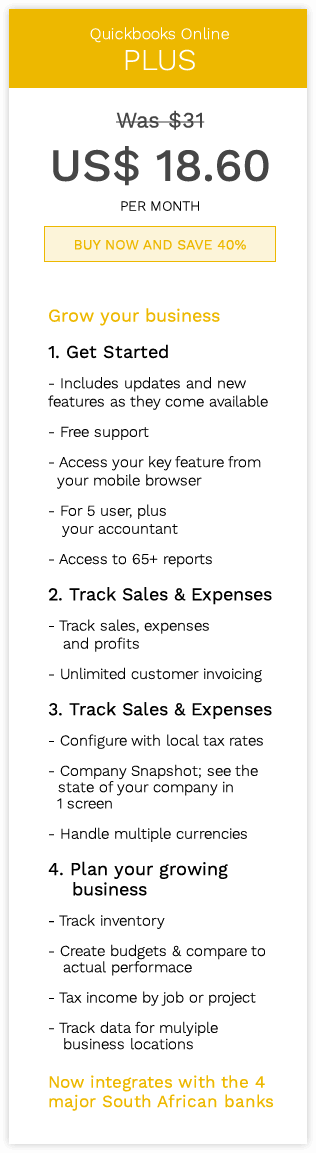 Quickbooks Online
PLUS
Was $31
US$ 18.60
PER MONTH
BUY NOW AND SAVE 40%
Grow your business
1. Get Started
- Includes updates and new
features as they come available
- Free support
- Access your key feature from
your mobile browser
- For 5 user, plus
your accountant
- Access to 65+ reports
2. Track Sales & Expenses
- Track sales, expenses
and profits
- Unlimited customer invoicing
3. Track Sales & Expenses
- Configure with local tax rates
- Company Snapshot; see the
state of your company in
1 screen
- Handle multiple currencies
4. Plan your growing
business
- Track inventory
- Create budgets & compare to
actual performace
- Tax income by job or project
- Track data for mulyiple
business locations
Now integrates with the 4
major South African banks